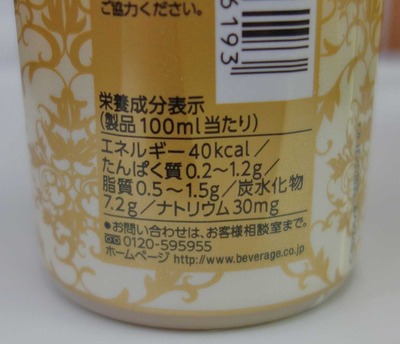 ご協力ください。
6193
栄養成分表示
(製品100ml当たり)
エネルギー40kcal/
たんぱく質0.2～1.2g/
脂質0.5～1.5g/炭水化物
7.2g/ナトリウム30mg
●お問い合わせは、お客様相談室まで。
0120-595955
ホームページ http://www.beverage.co.jp